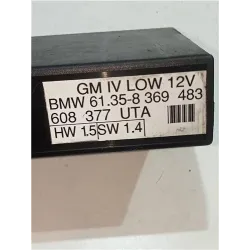 GM IV LOW 12V
BMW 61.35-8 369 483
608 377 UTA
HW 1.5 SW 1.4